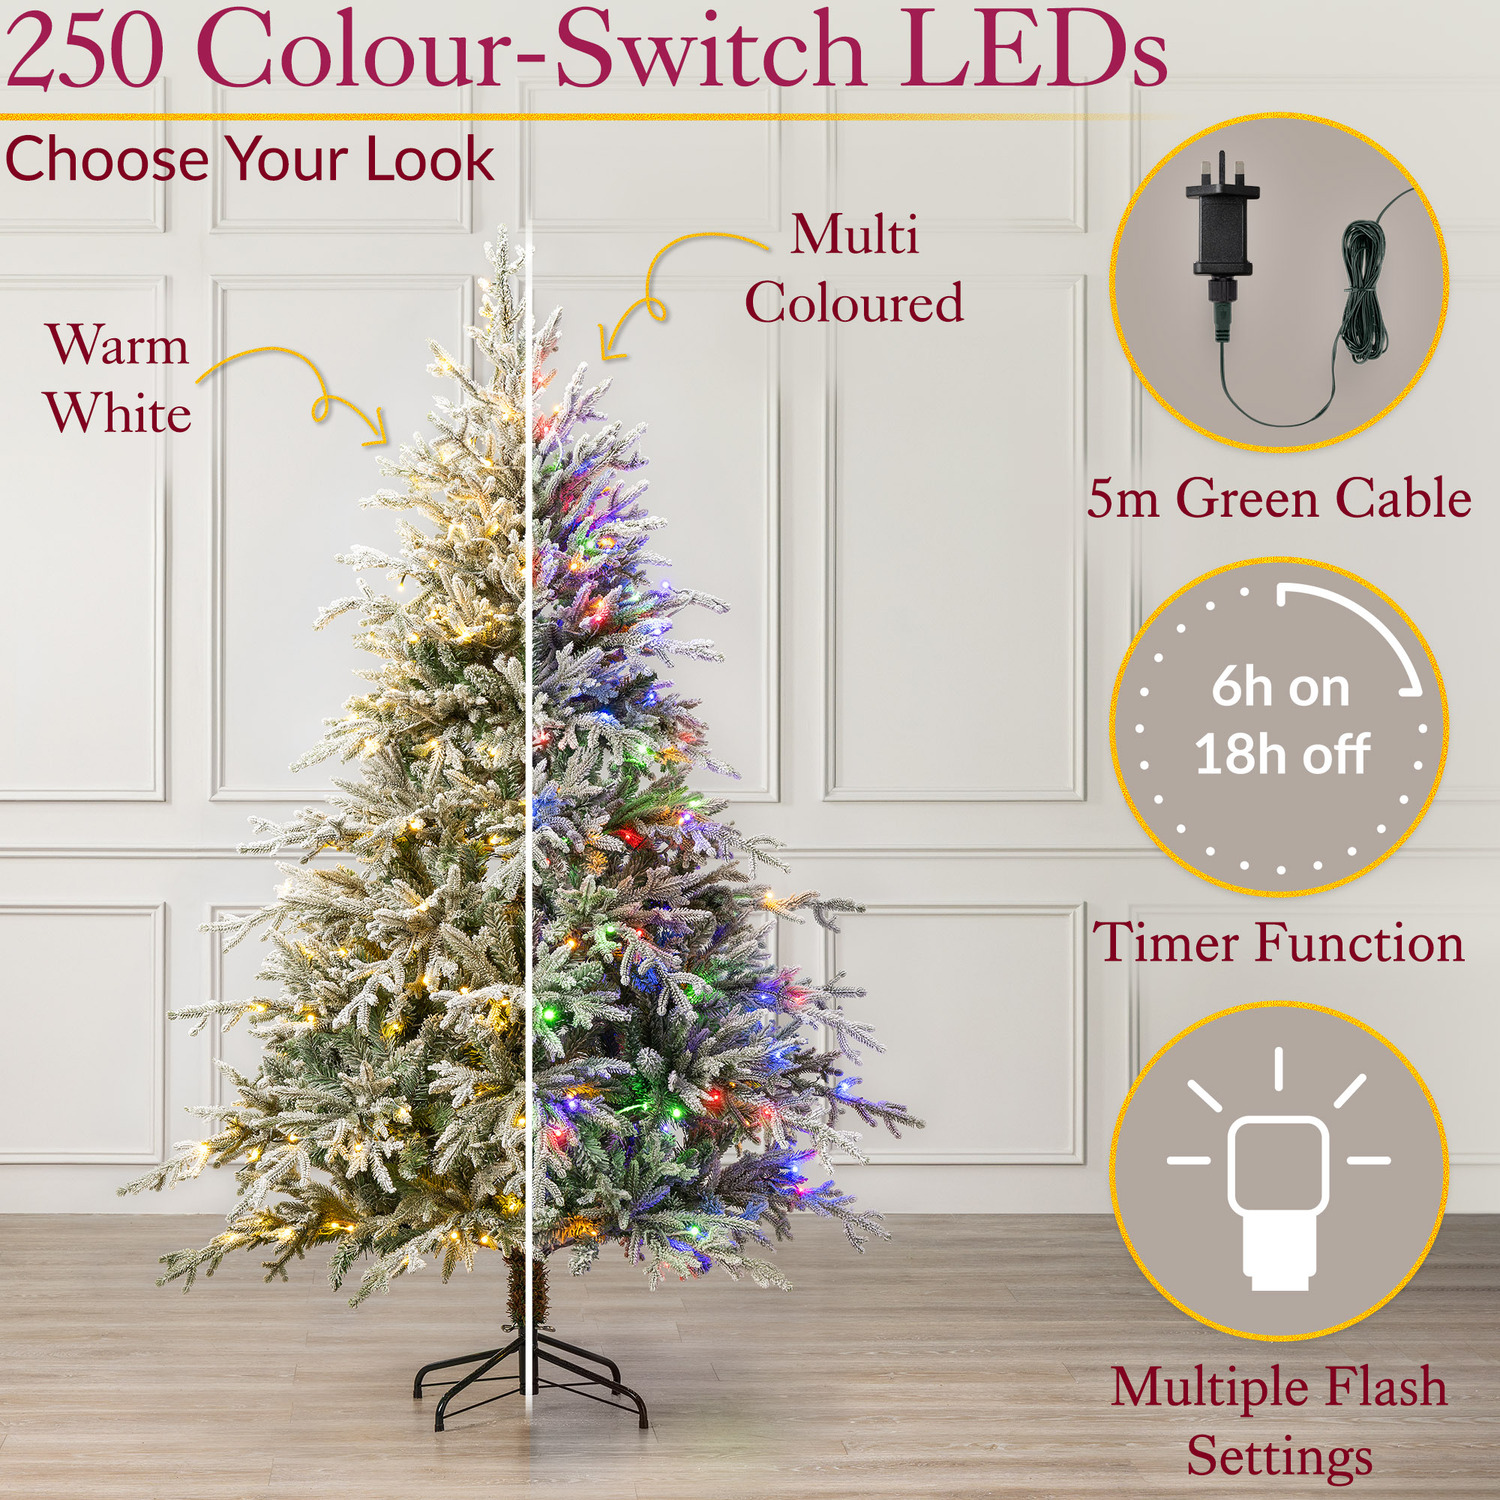 250 Colour-Switch LEDs
Choose Your Look
Warm
White
Multi
Coloured
5m Green Cable
6h on
18h off
Timer Function
Multiple Flash
Settings